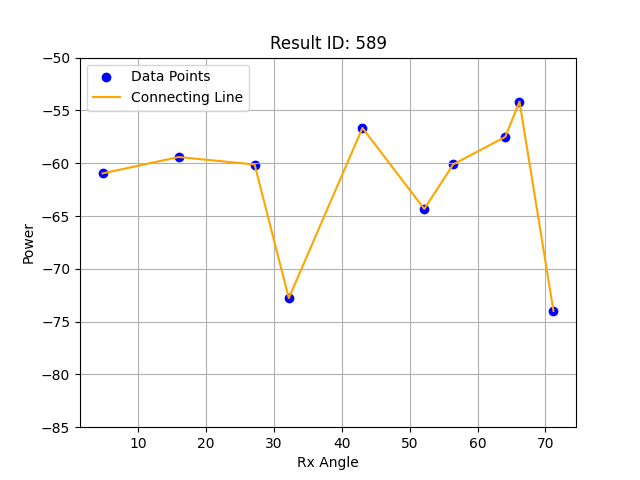 Result ID: 589
Data Points
Connecting Line
Power
−50
−55
−60
−65
−70
−75
−80
−85
10 20 30 40 50 60 70
Rx Angle